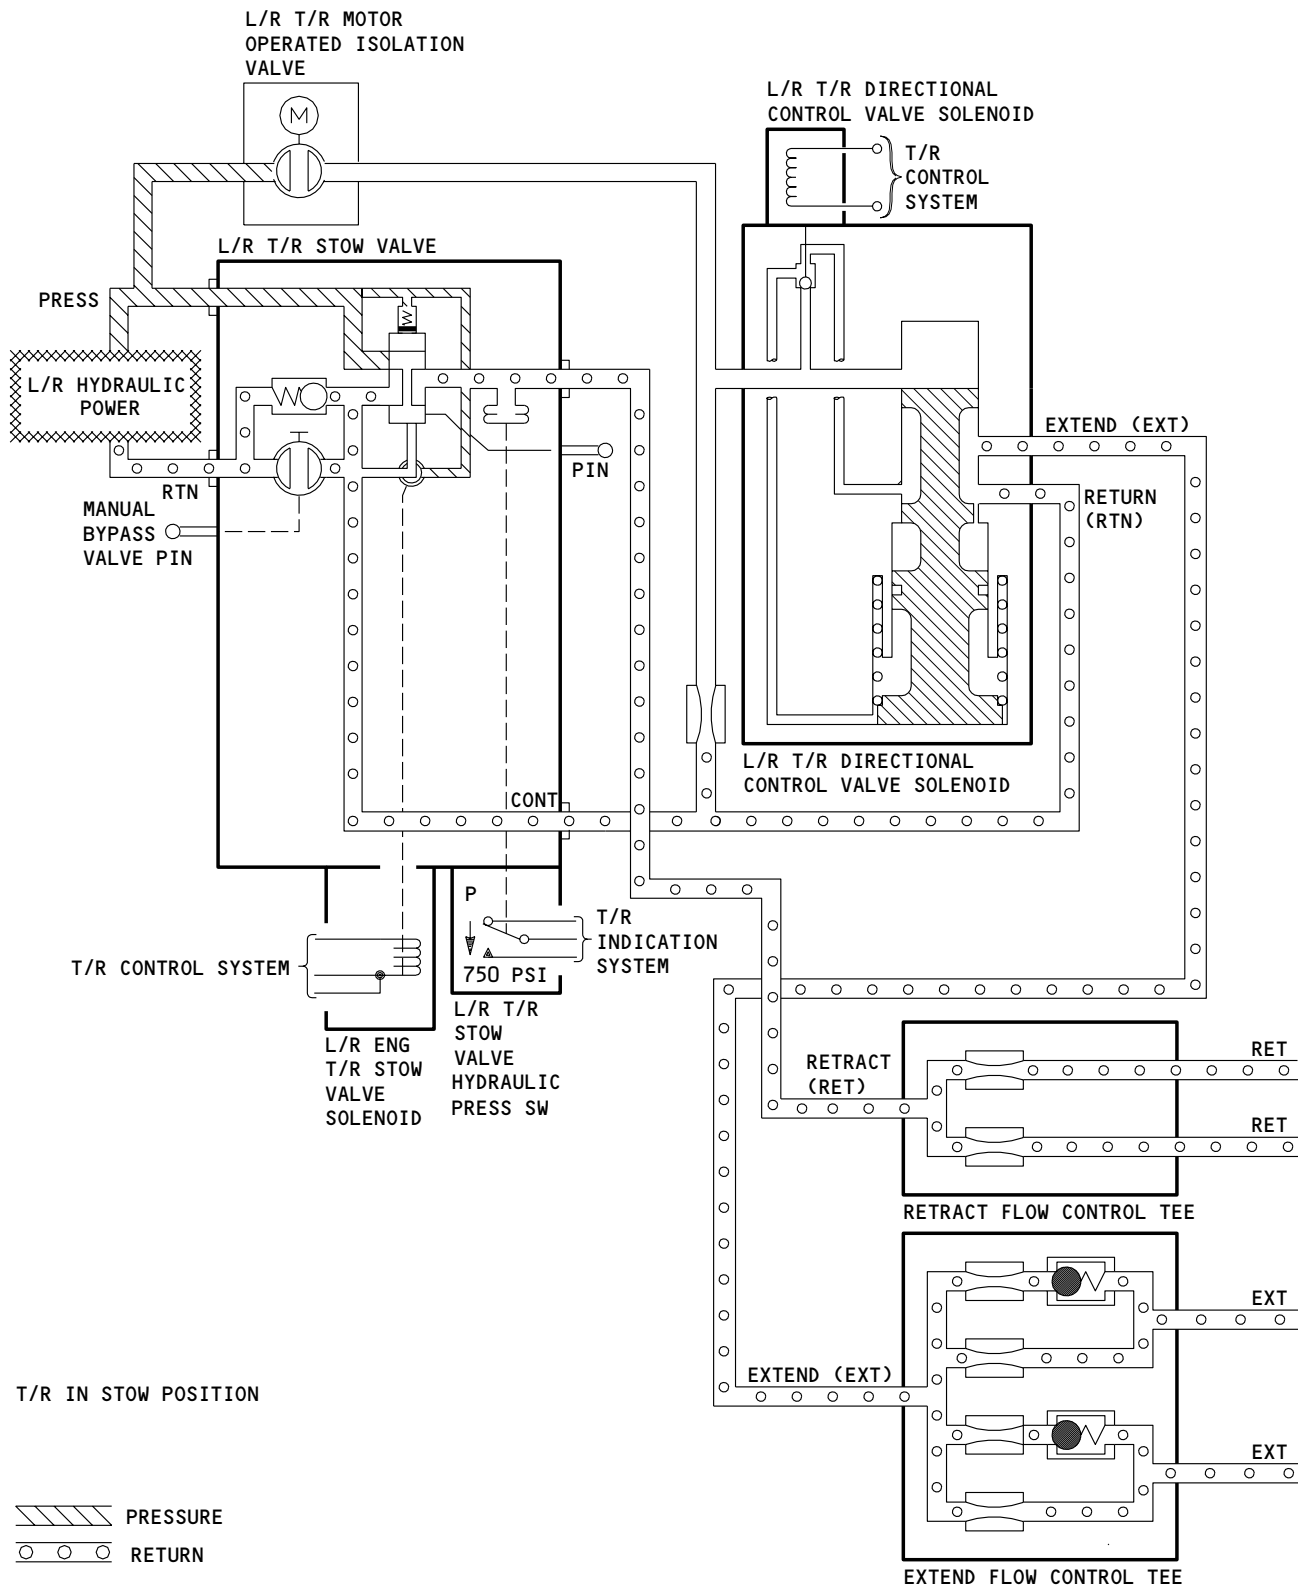 L/R T/R MOTOR
OPERATED ISOLATION
VALVE
M
L/R T/R DIRECTIONAL
CONTROL VALVE SOLENOID
T/R
CONTROL
SYSTEM
L/R T/R STOW VALVE
PRESS
L/R HYDRAULIC
POWER
RTN
MANUAL
BYPASS
VALVE PIN
PIN
EXTEND (EXT)
RETURN
(RTN)
L/R T/R DIRECTIONAL
CONTROL VALVE SOLENOID
CONT
P
750 PSI
T/R
INDICATION
SYSTEM
T/R CONTROL SYSTEM
L/R ENG
T/R STOW
VALVE
SOLENOID
L/R T/R
STOW
VALVE
HYDRAULIC
PRESS SW
RETRACT
(RET)
RET
RET
RETRACT FLOW CONTROL TEE
EXTEND (EXT)
EXT
EXT
EXTEND FLOW CONTROL TEE
T/R IN STOW POSITION
PRESSURE
RETURN